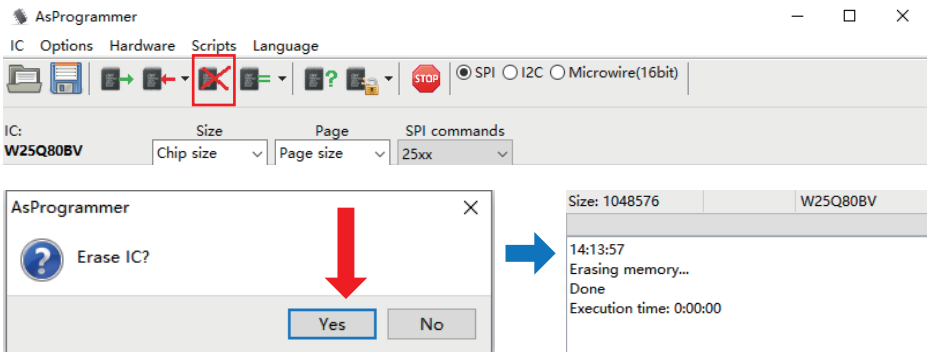 AsProgrammer
IC Options Hardware Scripts Language
STOP SPI I2C Microwire(16bit)
IC: Size Page SPI commands
W25Q80BV Chip size Page size 25xx
AsProgrammer
Erase IC?
Yes No
Size: 1048576 W25Q80BV
14:13:57
Erasing memory...
Done
Execution time: 0:00:00